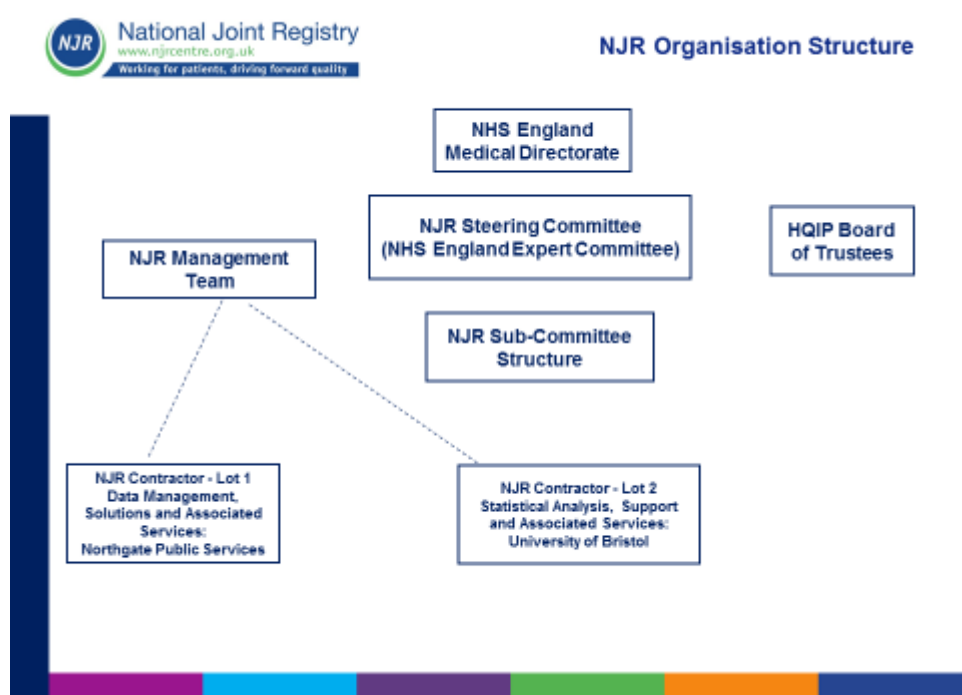 NJR
National Joint Registry
www.njrcentre.org.uk
Working for patients, driving forward quality
NJR Organisation Structure
NHS England
Medical Directorate
NJR Steering Committee
(NHS England Expert Committee)
HQIP Board
of Trustees
NJR Management
Team
NJR Sub-Committee
Structure
NJR Contractor - Lot 1
Data Management,
Solutions and Associated
Services:
Northgate Public Services
NJR Contractor - Lot 2
Statistical Analysis, Support
and Associated Services:
University of Bristol